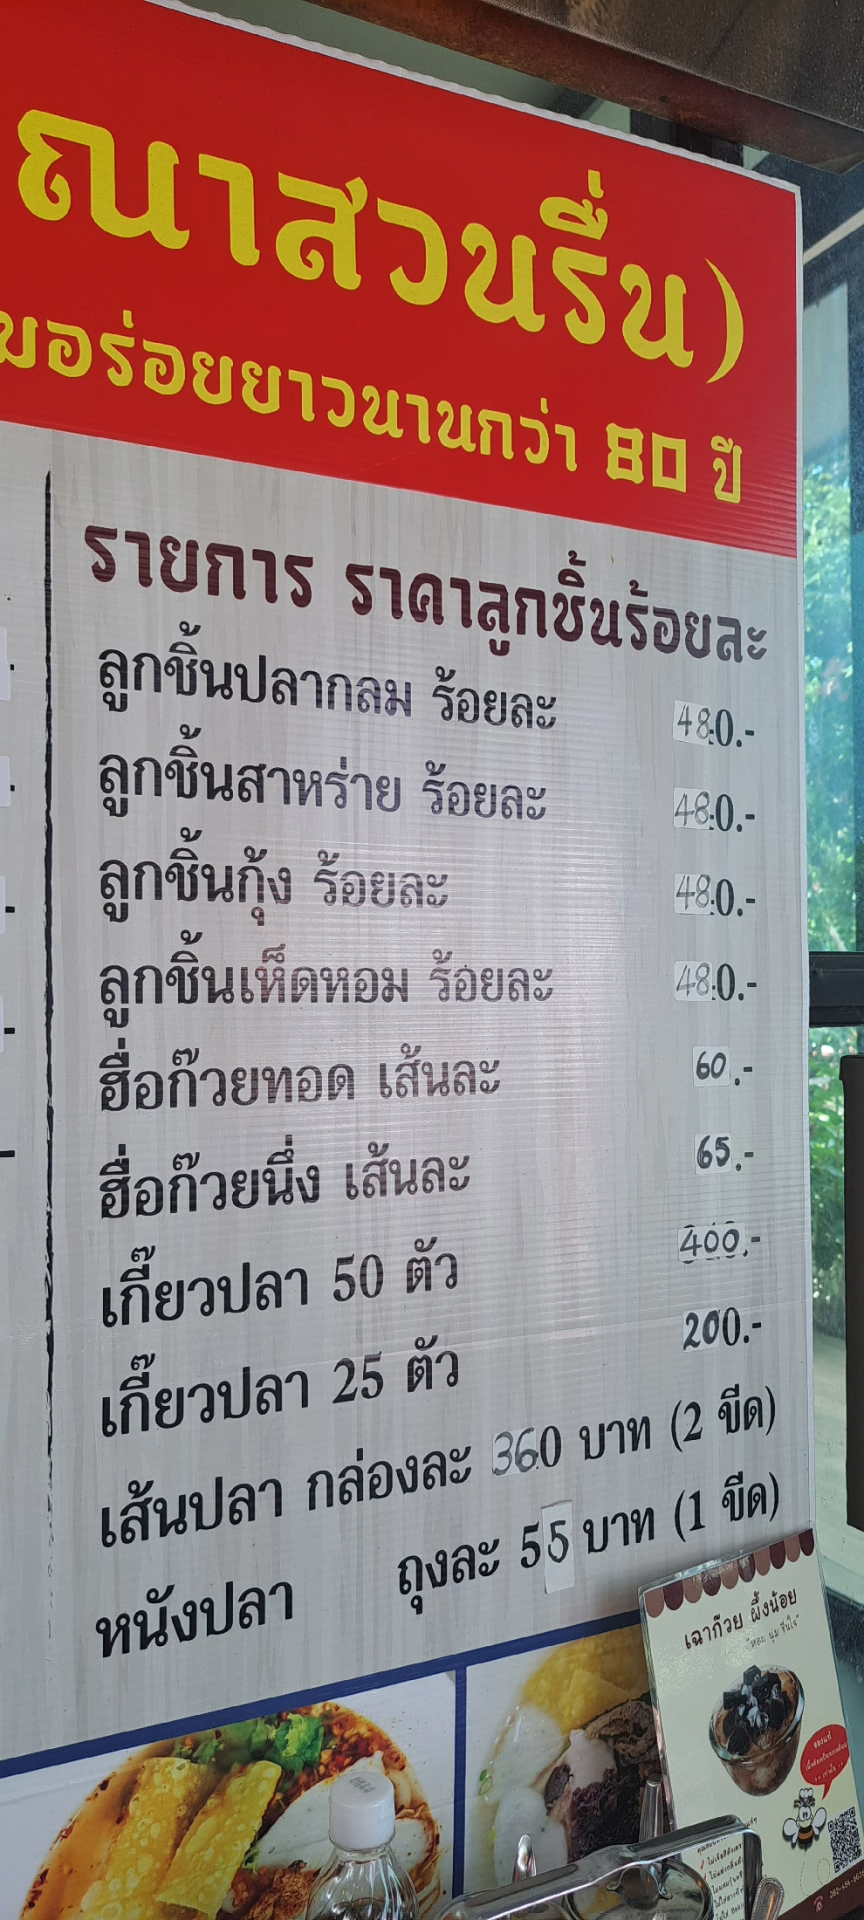 ณาสวนรื่น)
อร่อยยาวนานกว่า 80 ปี
รายการ ราคาลูกชิ้นร้อยละ
ลูกชิ้นปลากลม ร้อยละ 480.-
ลูกชิ้นสาหร่าย ร้อยละ 480.-
ลูกชิ้นกุ้ง ร้อยละ 480.-
ลูกชิ้นเห็ดหอม ร้อยละ 480.-
ฮื่อก๊วยทอด เส้นละ 60.-
ฮื่อก๊วยนึ่ง เส้นละ 65.-
เกี๊ยวปลา 50 ตัว 400.-
เกี๊ยวปลา 25 ตัว 200.-
เส้นปลา กล่องละ 360 บาท (2 ขีด)
หนังปลา ถุงละ 55 บาท (1 ขีด)
เฉาก๊วย ผึ้งน้อย
"หอม นุ่ม ชื่นใจ"